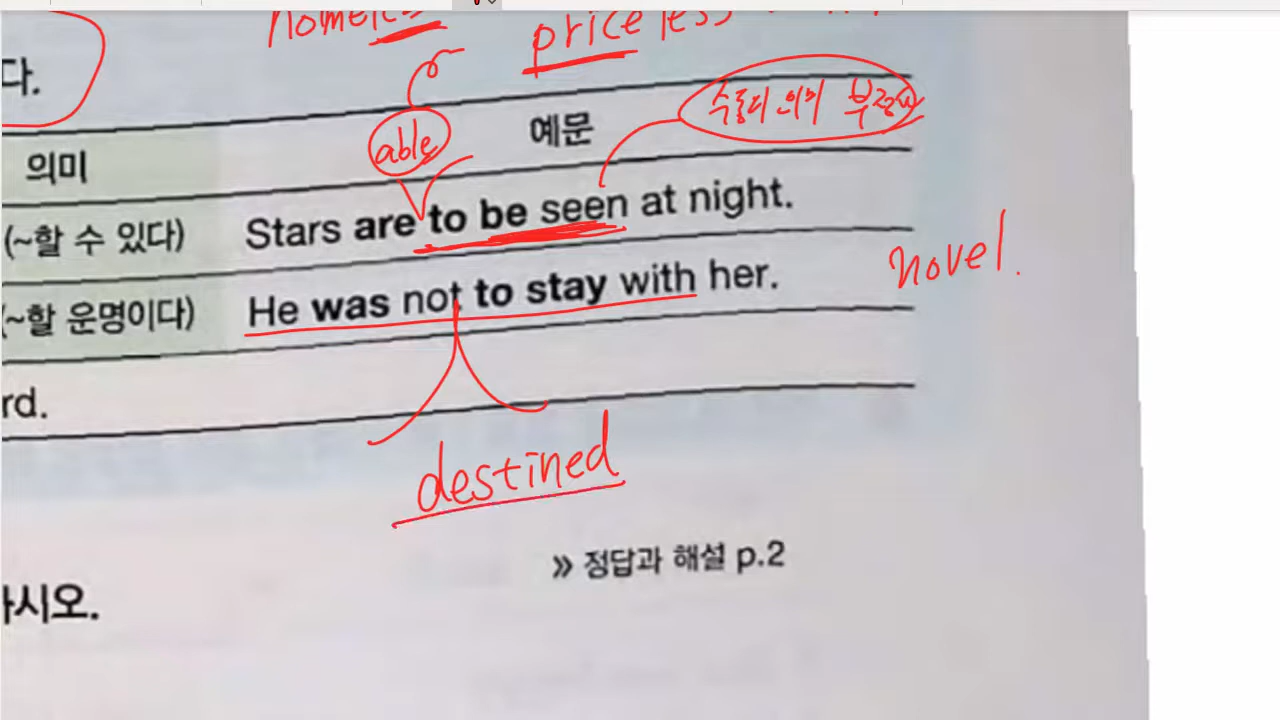 priceless
다.
able
예문
의미
(~할 수 있다) Stars are to be seen at night.
novel.
(~할 운명이다) He was not to stay with her.
rd.
destined
» 정답과 해설 p.2
시오.